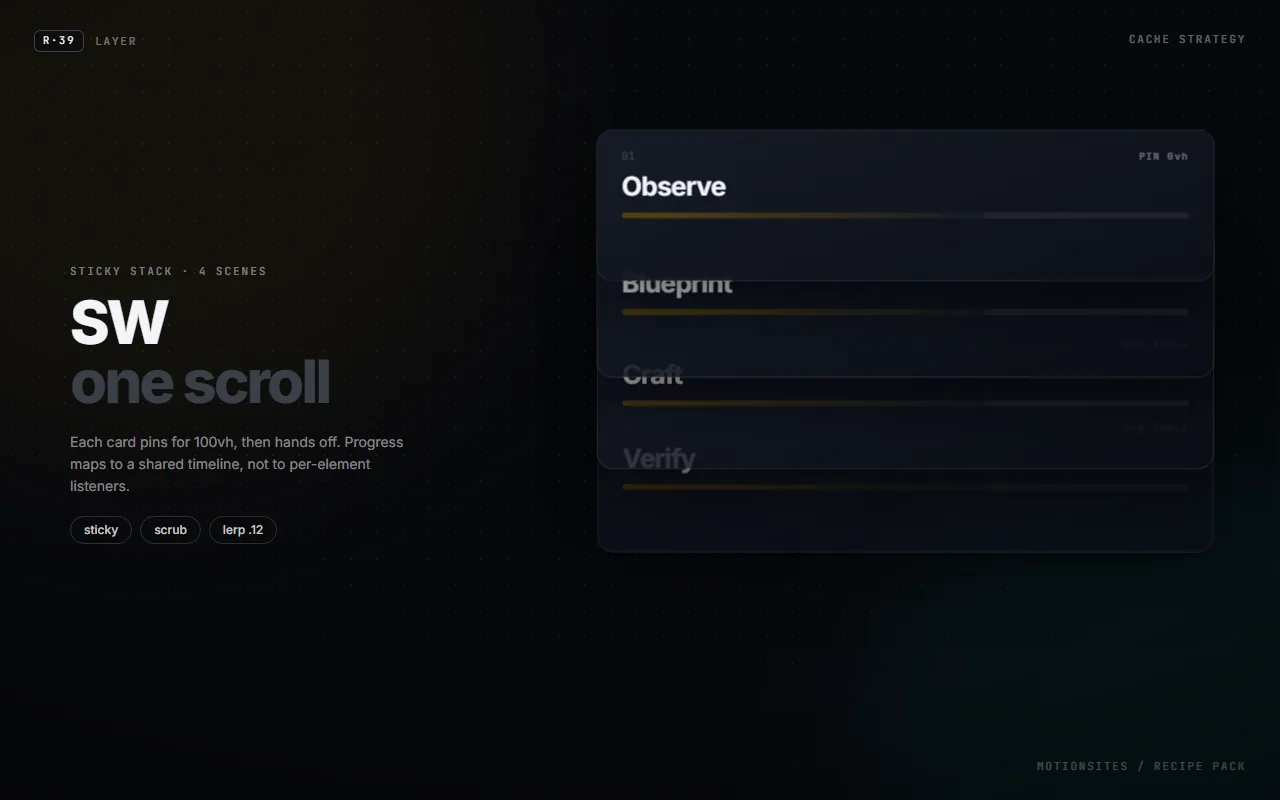 R·39 LAYER
CACHE STRATEGY
STICKY STACK · 4 SCENES
SW
one scroll
Each card pins for 100vh, then hands off. Progress
maps to a shared timeline, not to per-element
listeners.
sticky scrub lerp .12
01
PIN 0vh
Observe
Blueprint
Craft
Verify
MOTIONSITES / RECIPE PACK